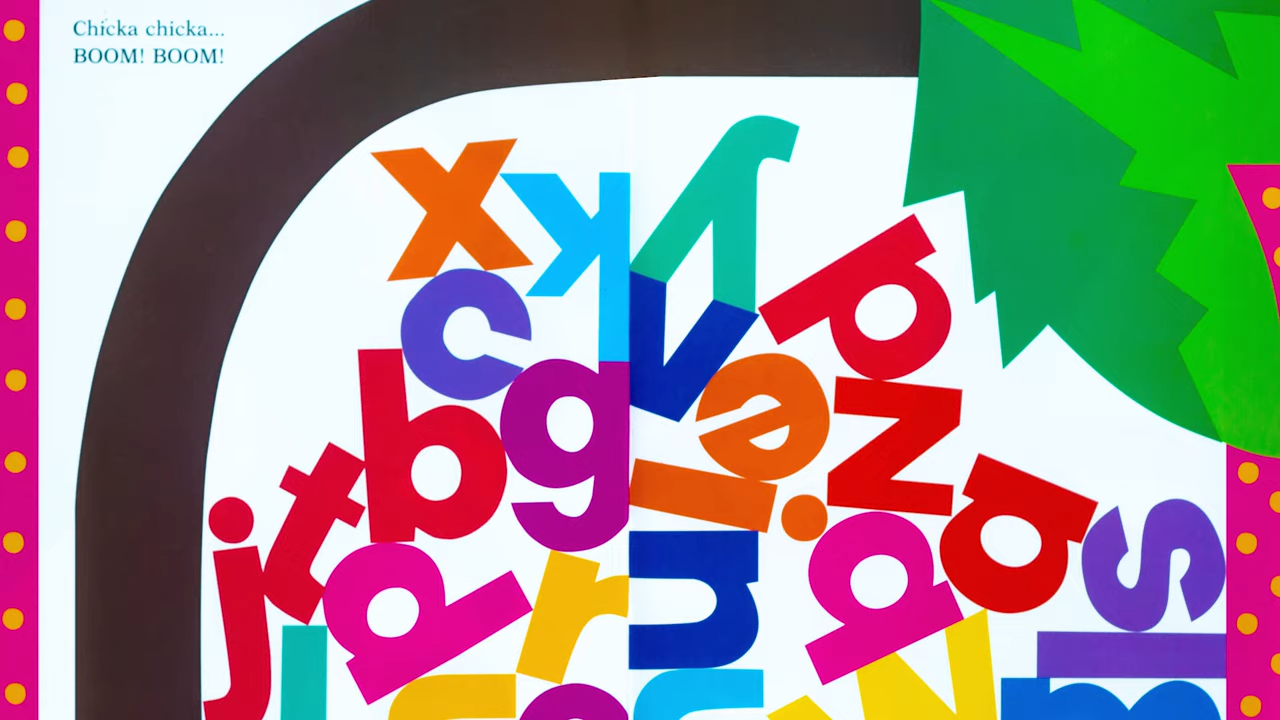 Chicka chicka...
BOOM! BOOM!
x k y
c p
b g v e
j t i z a s
d r n d l